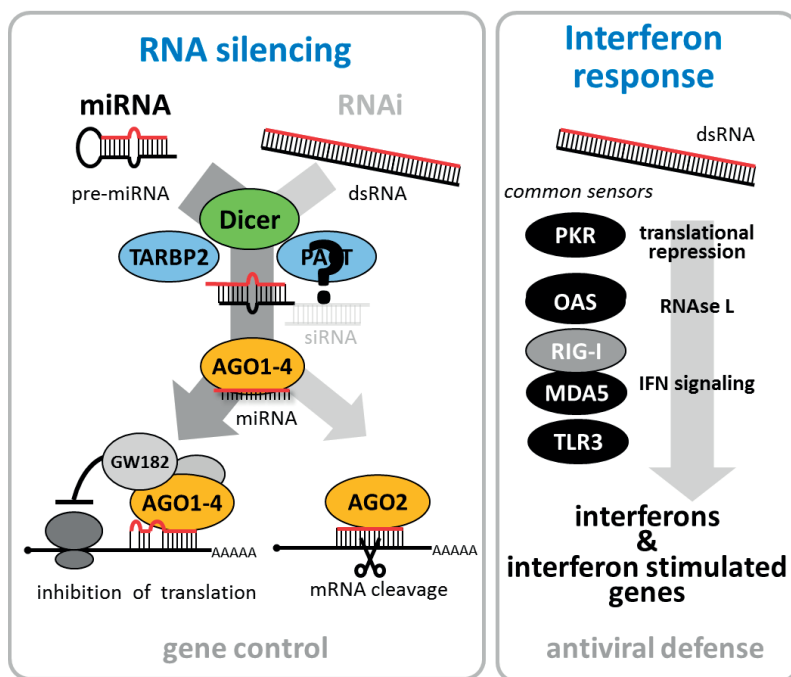 RNA silencing
miRNA
RNAi
pre-miRNA
dsRNA
Dicer
TARBP2
PACT
?
siRNA
AGO1-4
miRNA
GW182
AGO1-4
AAAAA
inhibition of translation
AGO2
AAAAA
mRNA cleavage
gene control
Interferon
response
dsRNA
common sensors
PKR
translational
repression
OAS
RNAse L
RIG-I
MDA5
IFN signaling
TLR3
interferons
&
interferon stimulated
genes
antiviral defense